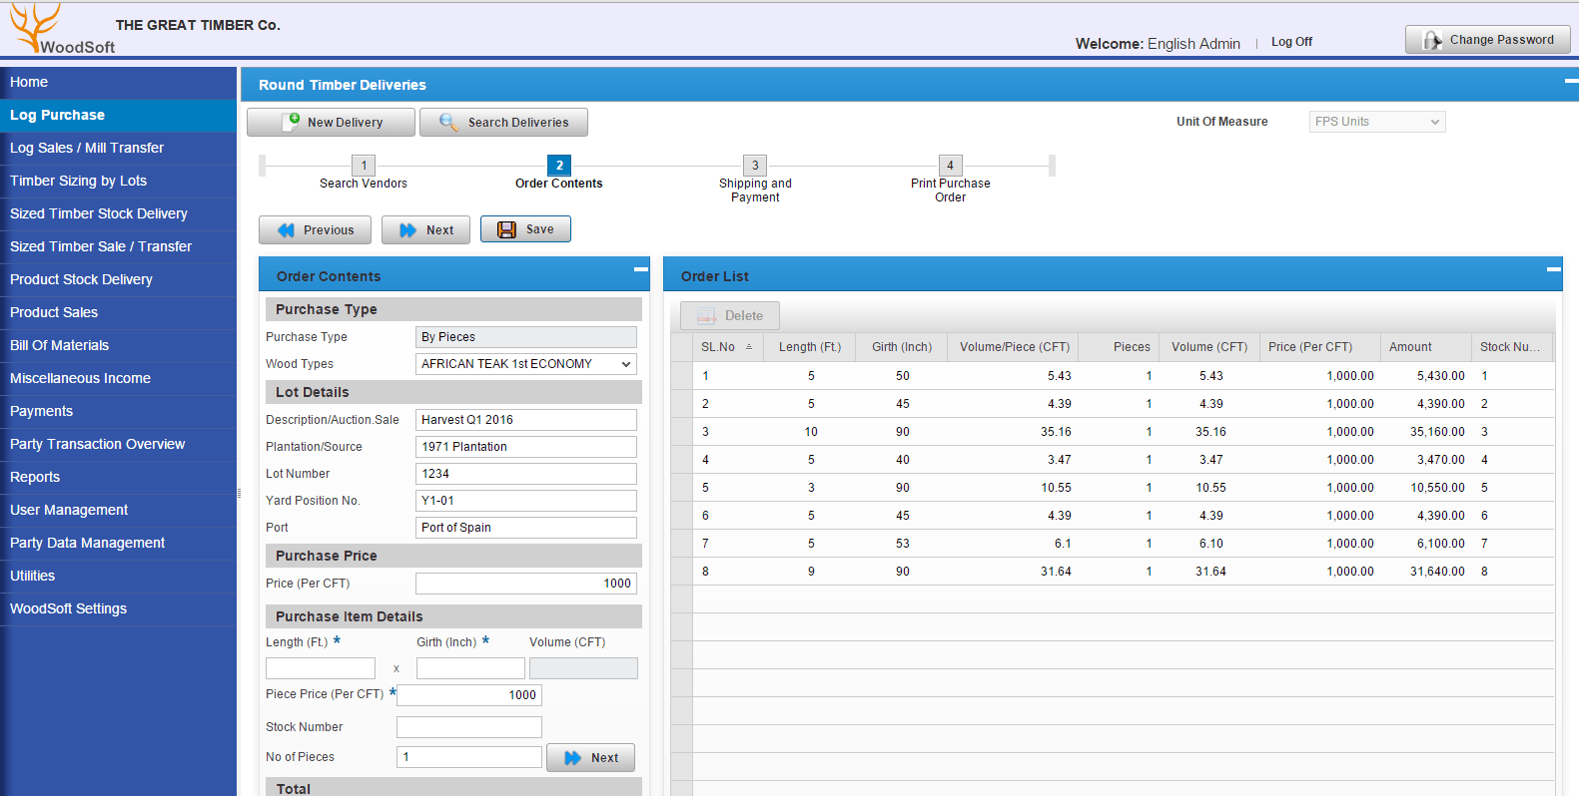 THE GREAT TIMBER Co.
WoodSoft
Welcome: English Admin | Log Off
Change Password
Home
Log Purchase
Log Sales / Mill Transfer
Timber Sizing by Lots
Sized Timber Stock Delivery
Sized Timber Sale / Transfer
Product Stock Delivery
Product Sales
Bill Of Materials
Miscellaneous Income
Payments
Party Transaction Overview
Reports
User Management
Party Data Management
Utilities
WoodSoft Settings
Round Timber Deliveries
New Delivery
Search Deliveries
Unit Of Measure FPS Units
1 2 3 4
Search Vendors Order Contents Shipping and Print Purchase
Payment Order
Previous Next Save
Order Contents
Purchase Type
Purchase Type By Pieces
Wood Types AFRICAN TEAK 1st ECONOMY
Lot Details
Description/Auction.Sale Harvest Q1 2016
Plantation/Source 1971 Plantation
Lot Number 1234
Yard Position No. Y1-01
Port Port of Spain
Purchase Price
Price (Per CFT) 1000
Purchase Item Details
Length (Ft.) * Girth (Inch) * Volume (CFT)
x
Piece Price (Per CFT) * 1000
Stock Number
No of Pieces 1 Next
Total
Order List
Delete
SL.No Length (Ft.) Girth (Inch) Volume/Piece (CFT) Pieces Volume (CFT) Price (Per CFT) Amount Stock Nu...
1 5 50 5.43 1 5.43 1,000.00 5,430.00 1
2 5 45 4.39 1 4.39 1,000.00 4,390.00 2
3 10 90 35.16 1 35.16 1,000.00 35,160.00 3
4 5 40 3.47 1 3.47 1,000.00 3,470.00 4
5 3 90 10.55 1 10.55 1,000.00 10,550.00 5
6 5 45 4.39 1 4.39 1,000.00 4,390.00 6
7 5 53 6.1 1 6.10 1,000.00 6,100.00 7
8 9 90 31.64 1 31.64 1,000.00 31,640.00 8